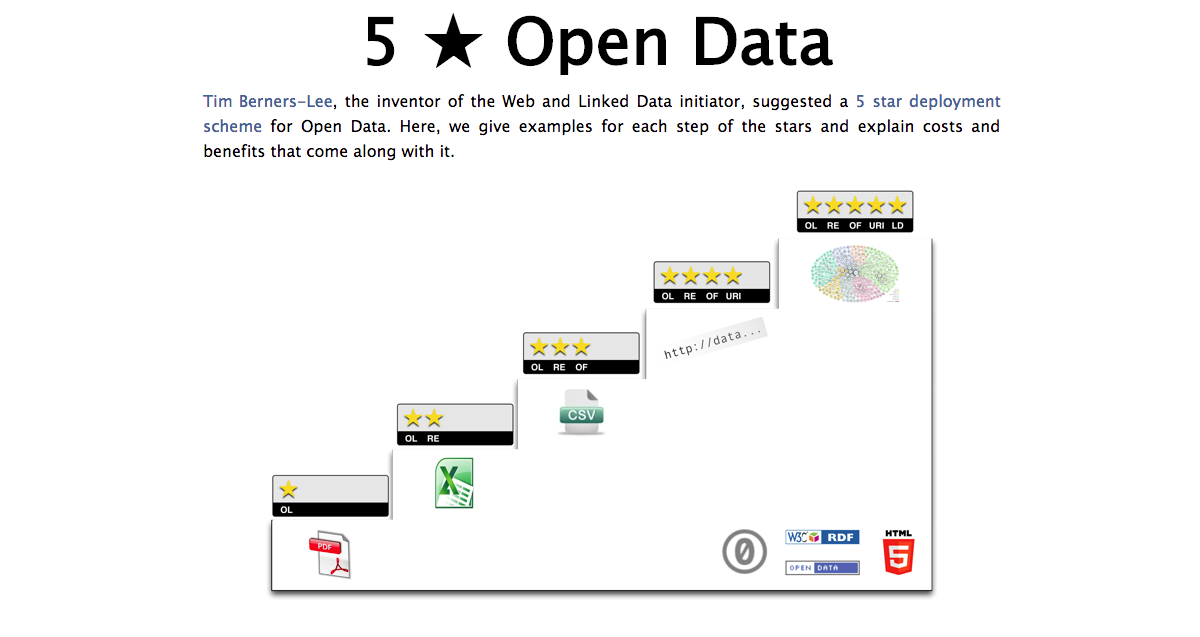 5 ★ Open Data
Tim Berners-Lee, the inventor of the Web and Linked Data initiator, suggested a 5 star deployment
scheme for Open Data. Here, we give examples for each step of the stars and explain costs and
benefits that come along with it.
OL RE OF URI LD
OL RE OF URI
http://data...
OL RE OF
CSV
OL RE
X
OL
PDF
0
W3C RDF
OPEN DATA
HTML
5